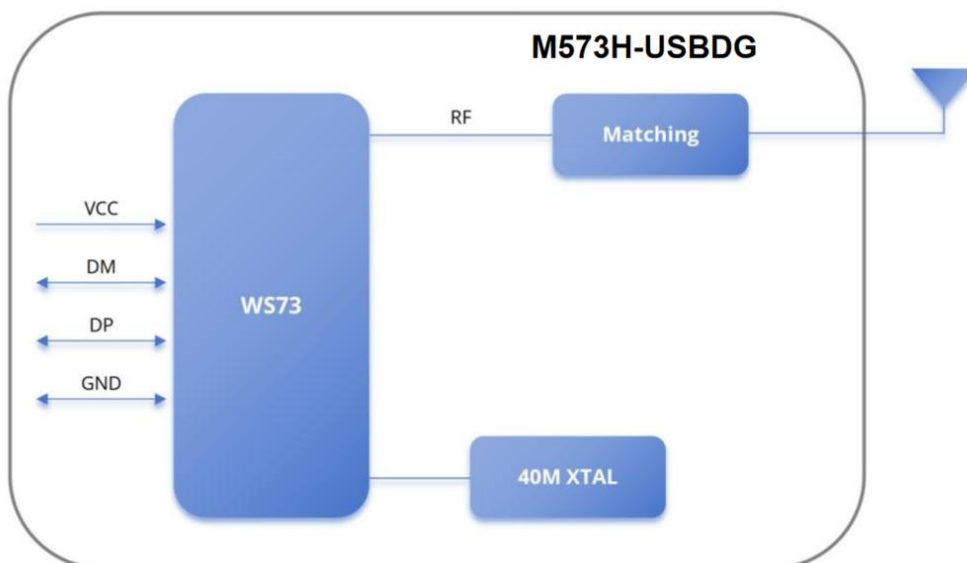 M573H-USBDG
RF
Matching
VCC
DM
WS73
DP
GND
40M XTAL